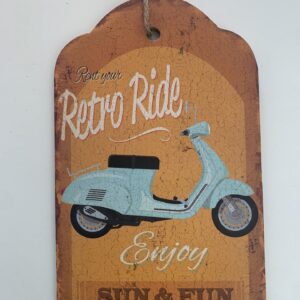 Rent your
Retro Ride
Enjoy
SUN & FUN